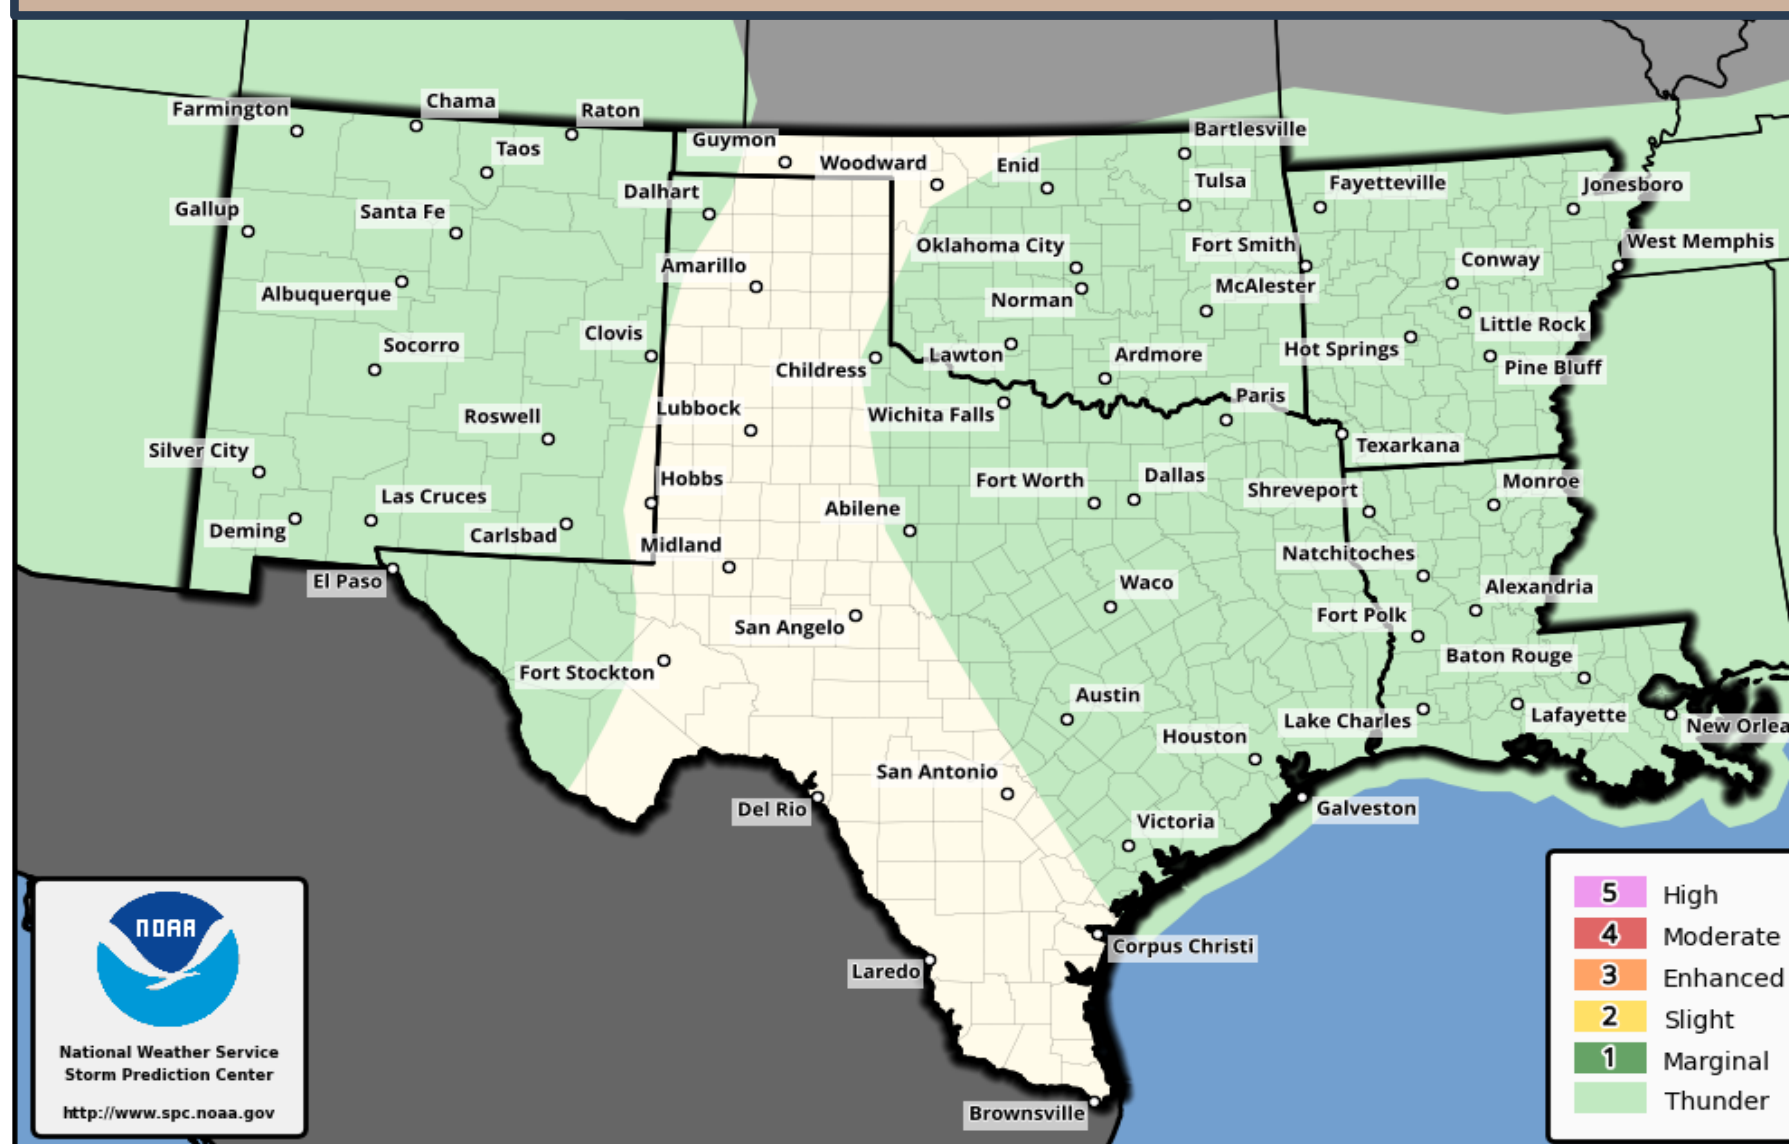 Farmington
Chama
Raton
Taos
Guymon
Woodward
Enid
Bartlesville
Dalhart
Tulsa
Fayetteville
Jonesboro
Gallup
Santa Fe
Oklahoma City
Fort Smith
West Memphis
Amarillo
Conway
Albuquerque
Norman
McAlester
Clovis
Socorro
Little Rock
Childress
Lawton
Ardmore
Hot Springs
Pine Bluff
Roswell
Lubbock
Wichita Falls
Paris
Silver City
Texarkana
Hobbs
Fort Worth
Dallas
Shreveport
Monroe
Las Cruces
Abilene
Deming
Carlsbad
Midland
Natchitoches
El Paso
Waco
Alexandria
San Angelo
Fort Polk
Fort Stockton
Baton Rouge
Austin
Lake Charles
Lafayette
New Orlea
Houston
San Antonio
Del Rio
Galveston
Victoria
Corpus Christi
Laredo
Brownsville
NOAA
National Weather Service
Storm Prediction Center
http://www.spc.noaa.gov
5 High
4 Moderate
3 Enhanced
2 Slight
1 Marginal
Thunder